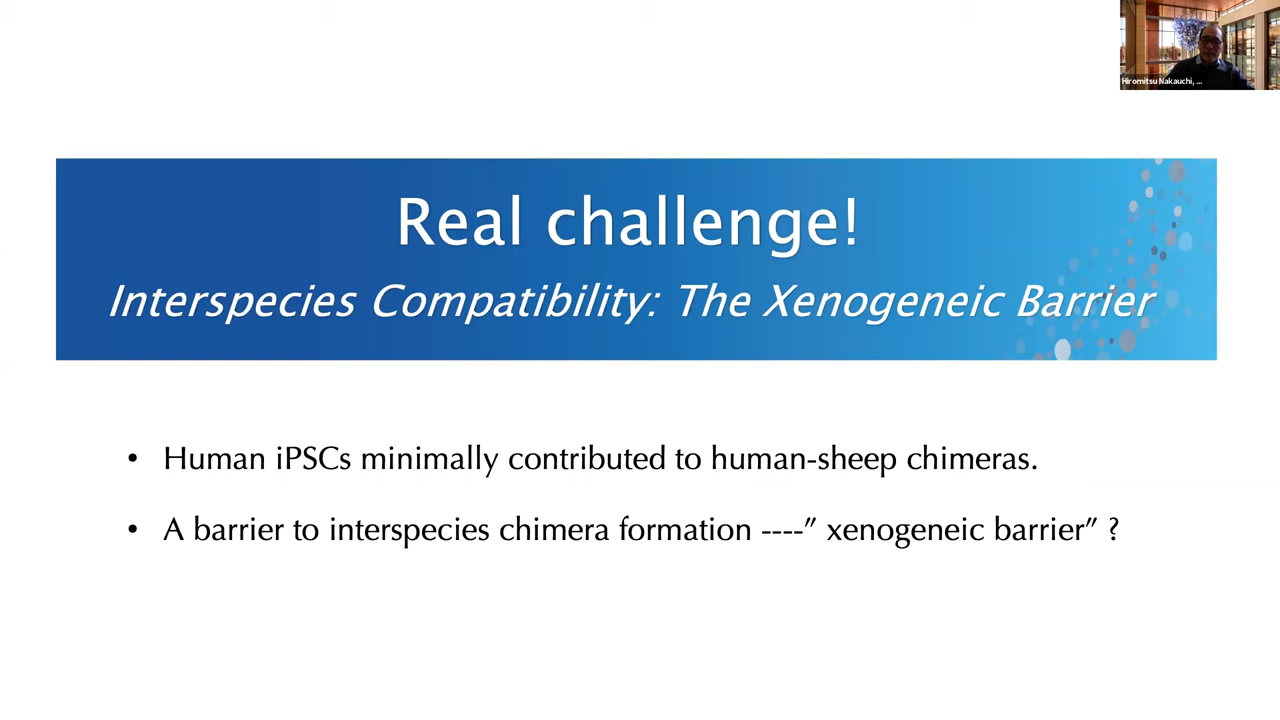 Hiromitsu Nakauchi, ...
Real challenge!
Interspecies Compatibility: The Xenogeneic Barrier
• Human iPSCs minimally contributed to human-sheep chimeras.
• A barrier to interspecies chimera formation ----” xenogeneic barrier” ?